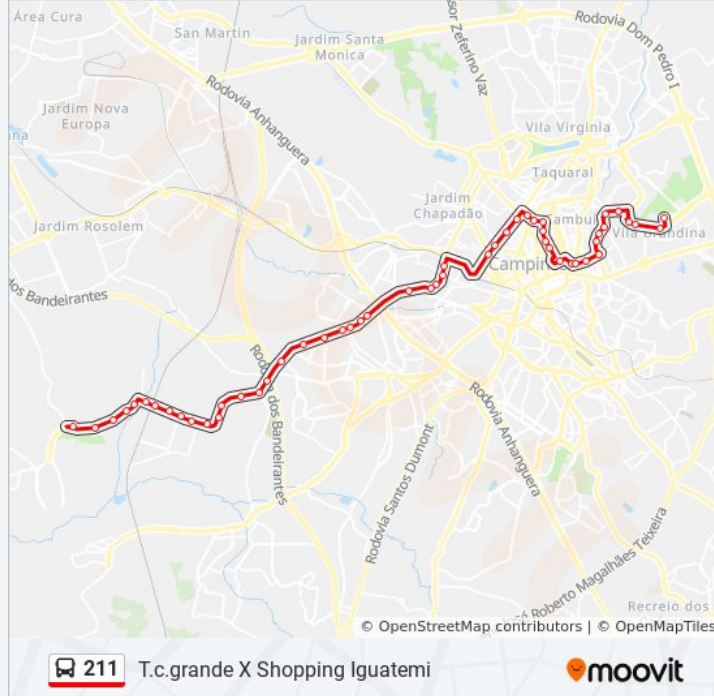 Área Cura
San Martin
Jardim Santa
Monica
Rodovia Dom Pedro I
Rodovia Anhanguera
Jardim Nova
Europa
Vila Virginia
Taquaral
Jardim
Chapadão
Jardim Rosolem
Vila Brandina
dos Bandeirantes
Rodovia dos Bandeirantes
Rodovia Santos Dumont
Rodovia Anhanguera
José Roberto Magalhães Teixeira
Recreio dos
© OpenStreetMap contributors | © OpenMapTiles
211 T.c.grande X Shopping Iguatemi
moovit